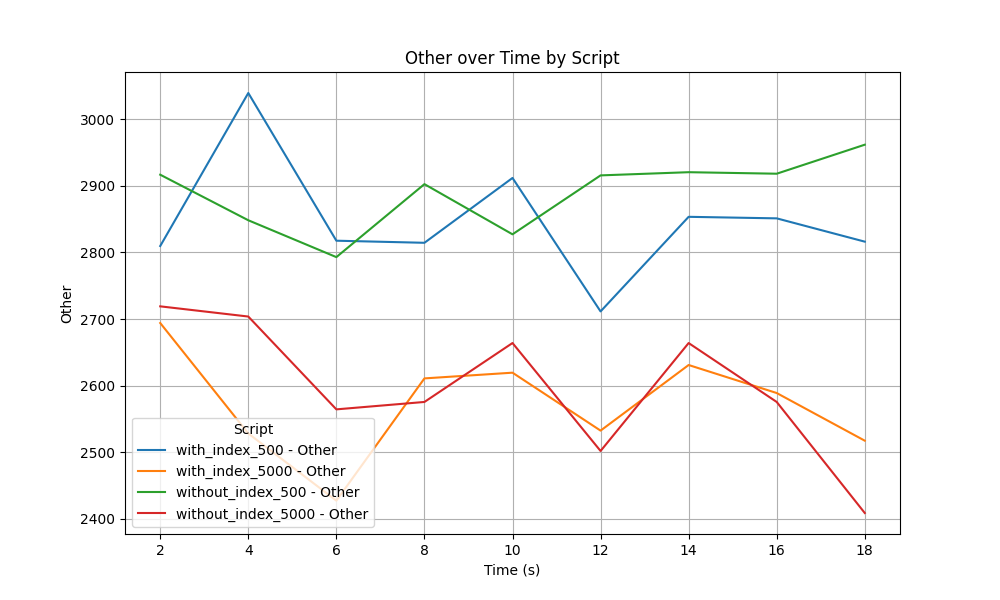 Other over Time by Script
Other
3000
2900
2800
2700
2600
2500
2400
Script
with_index_500 - Other
with_index_5000 - Other
without_index_500 - Other
without_index_5000 - Other
2 4 6 8 10 12 14 16 18
Time (s)